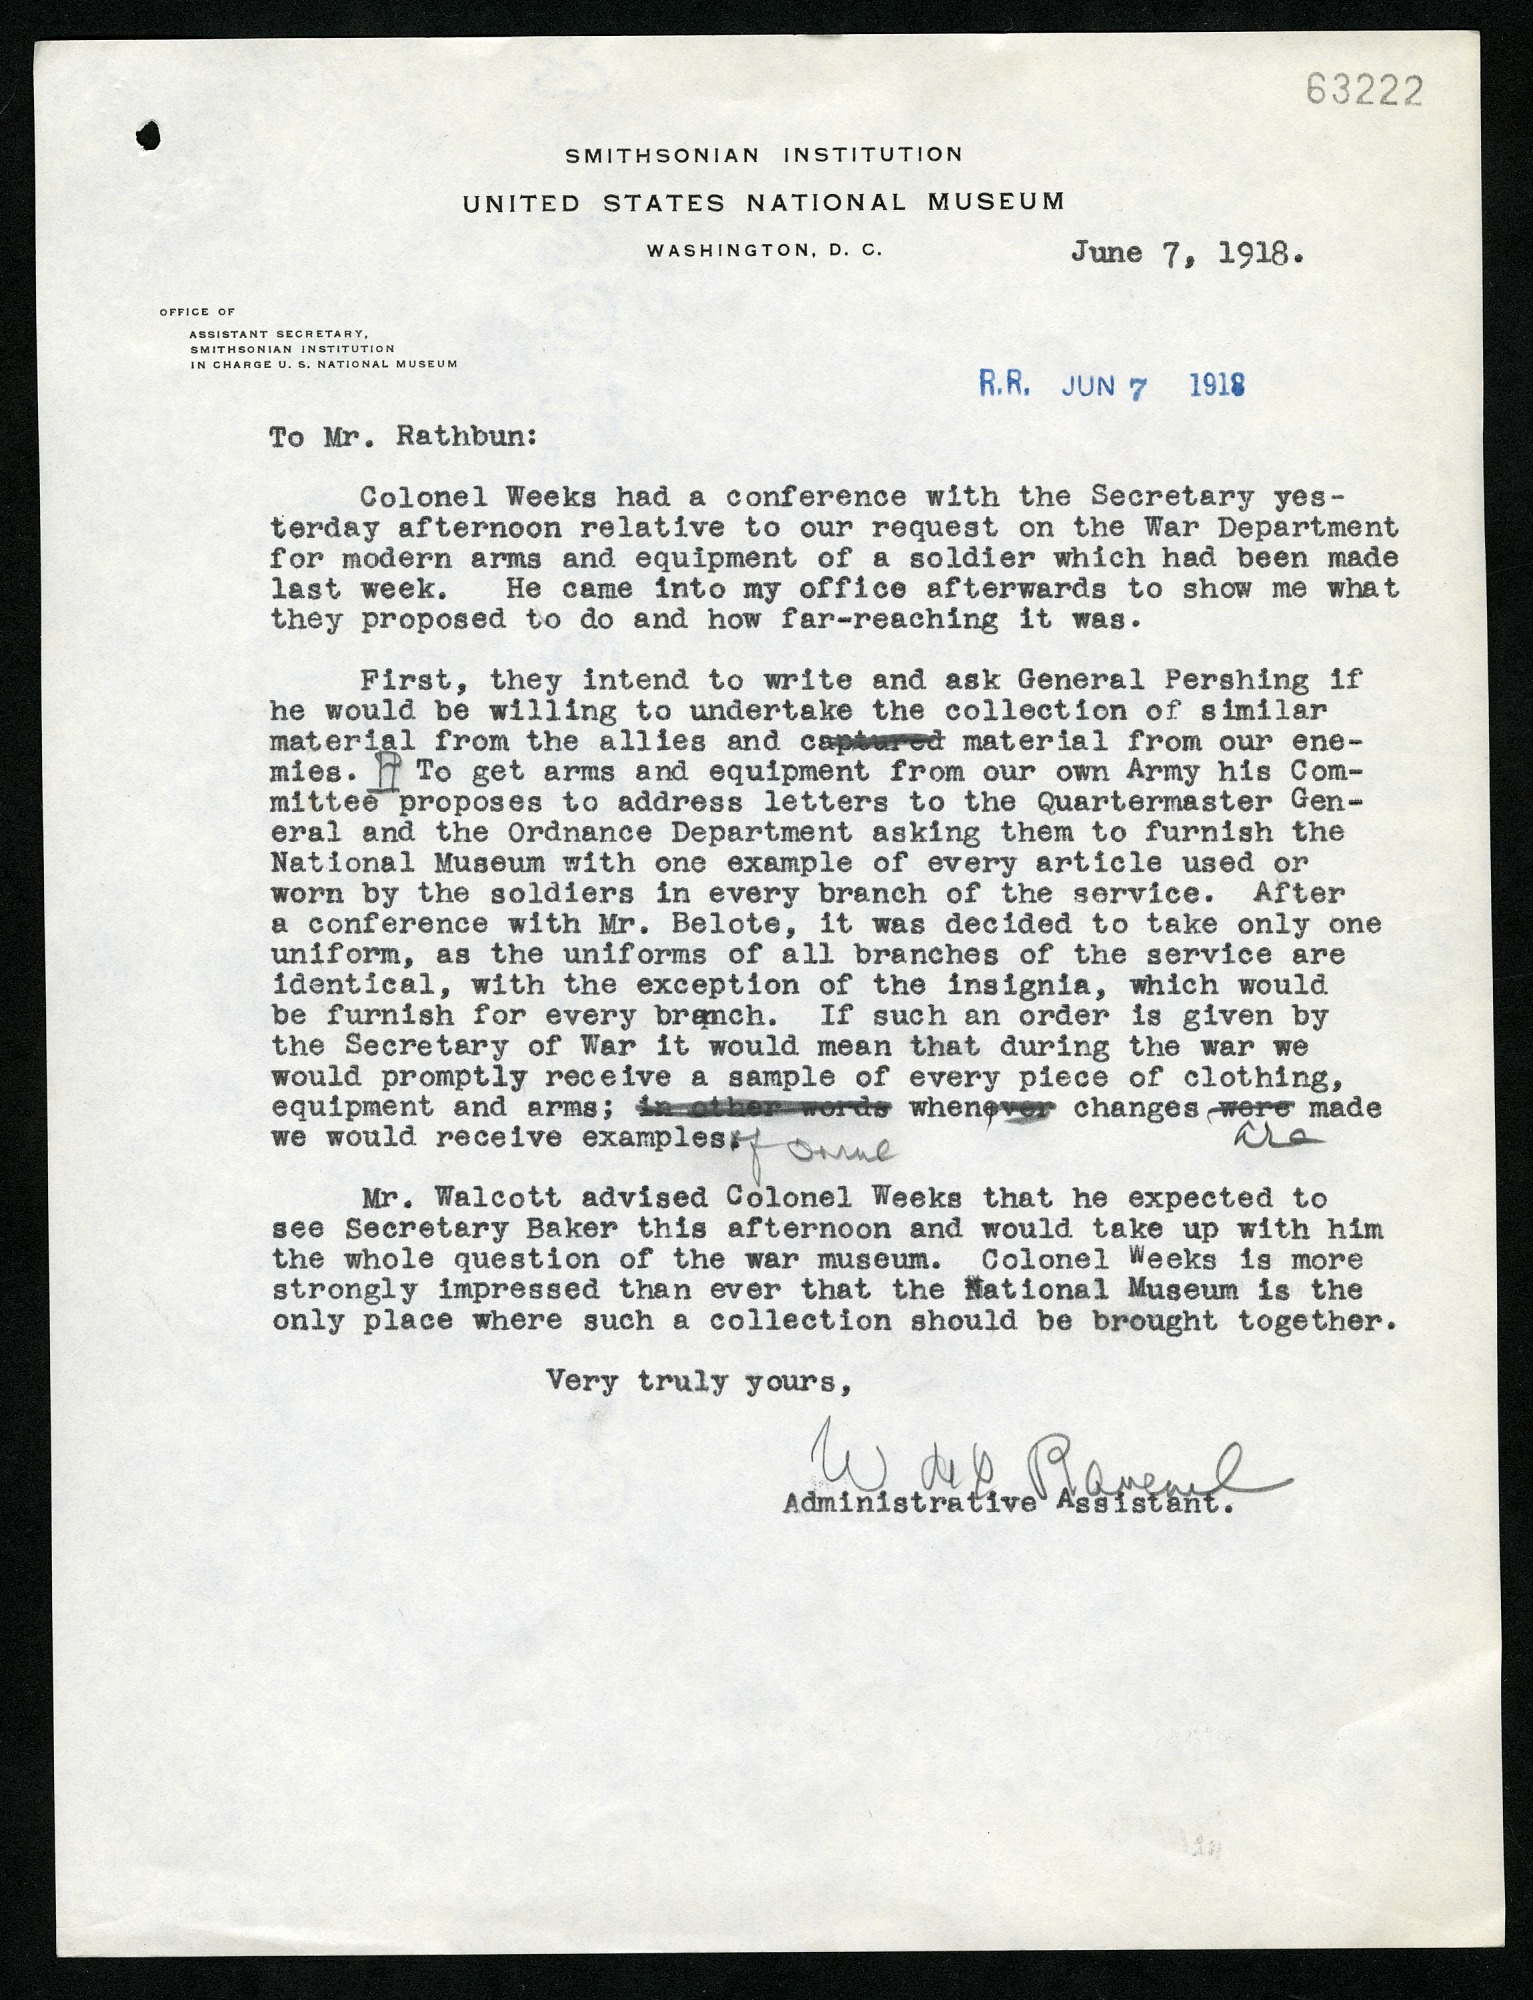 63222
SMITHSONIAN INSTITUTION
UNITED STATES NATIONAL MUSEUM
WASHINGTON, D. C.
June 7, 1918.
OFFICE OF
ASSISTANT SECRETARY,
SMITHSONIAN INSTITUTION
IN CHARGE U. S. NATIONAL MUSEUM
R.R. JUN 7 1918
To Mr. Rathbun:
Colonel Weeks had a conference with the Secretary yes-
terday afternoon relative to our request on the War Department
for modern arms and equipment of a soldier which had been made
last week. He came into my office afterwards to show me what
they proposed to do and how far-reaching it was.
First, they intend to write and ask General Pershing if
he would be willing to undertake the collection of similar
material from the allies and captured material from our ene-
mies. To get arms and equipment from our own Army his Com-
mittee proposes to address letters to the Quartermaster Gen-
eral and the Ordnance Department asking them to furnish the
National Museum with one example of every article used or
worn by the soldiers in every branch of the service. After
a conference with Mr. Belote, it was decided to take only one
uniform, as the uniforms of all branches of the service are
identical, with the exception of the insignia, which would
be furnish for every branch. If such an order is given by
the Secretary of War it would mean that during the war we
would promptly receive a sample of every piece of clothing,
equipment and arms; in other words whenever changes were made
we would receive examples of same are
Mr. Walcott advised Colonel Weeks that he expected to
see Secretary Baker this afternoon and would take up with him
the whole question of the war museum. Colonel Weeks is more
strongly impressed than ever that the National Museum is the
only place where such a collection should be brought together.
Very truly yours,
W deC Ravenel
Administrative Assistant.